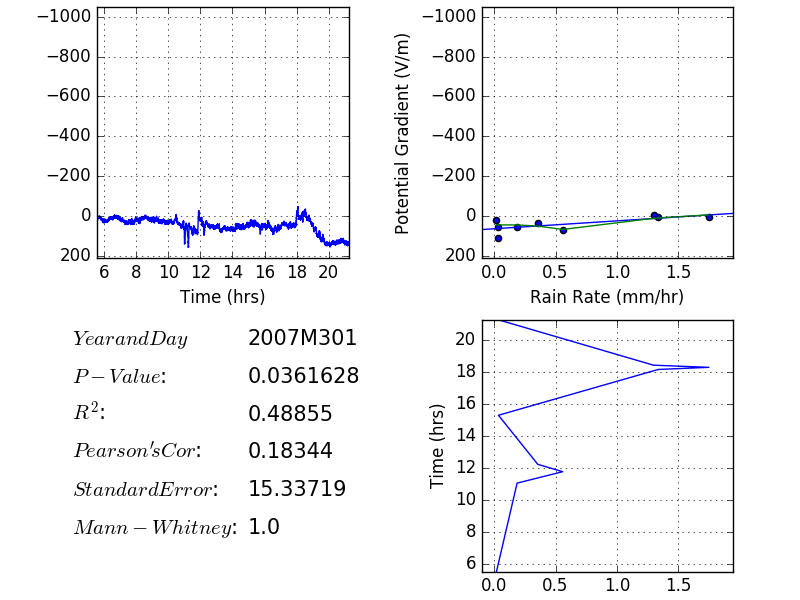 −1000
−800
−600
−400
−200
0
200
6 8 10 12 14 16 18 20
Time (hrs)
Potential Gradient (V/m)
−1000
−800
−600
−400
−200
0
200
0.0 0.5 1.0 1.5
Rain Rate (mm/hr)
YearandDay 2007M301
P−Value: 0.0361628
R²: 0.48855
Pearson'sCor: 0.18344
StandardError: 15.33719
Mann−Whitney: 1.0
Time (hrs)
20
18
16
14
12
10
8
6
0.0 0.5 1.0 1.5